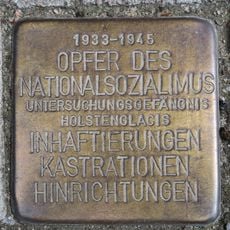 1933-1945
OPFER DES
NATIONALSOZIALIMUS
UNTERSUCHUNGSGEFÄNGNIS
HOLSTENGLACIS
INHAFTIERUNGEN
KASTRATIONEN
HINRICHTUNGEN